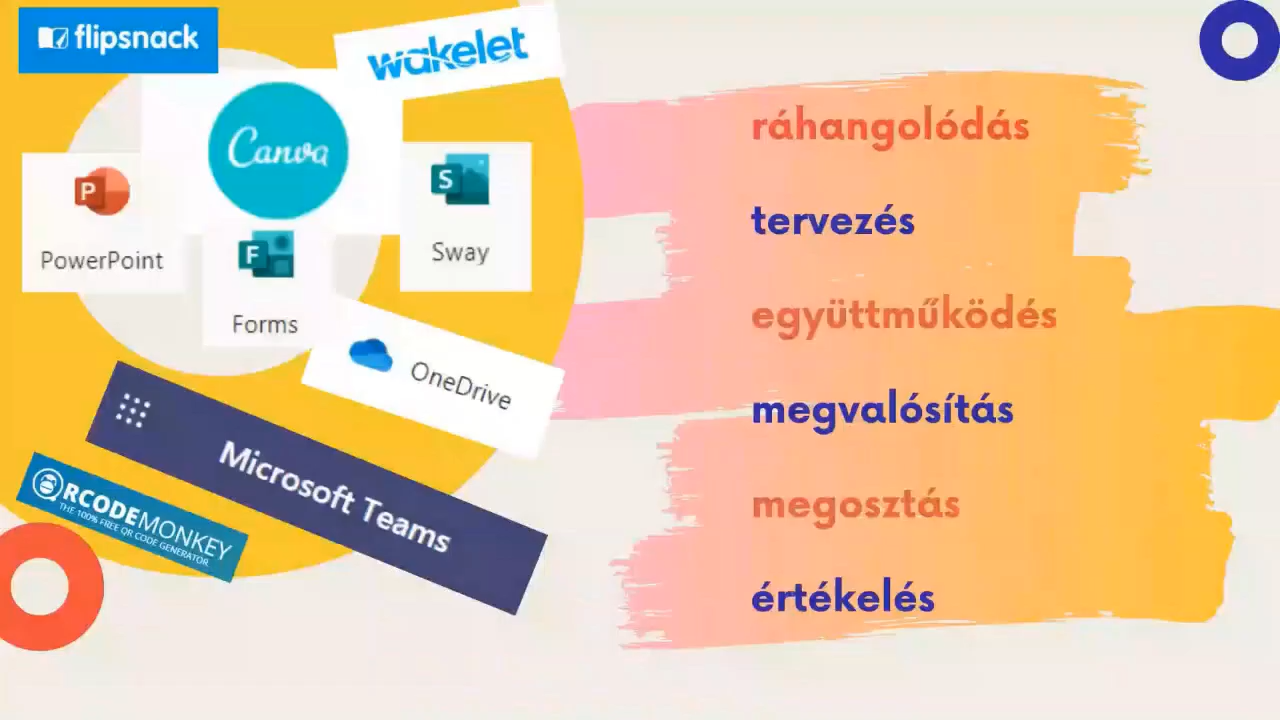 flipsnack
wakelet
Canva
P
PowerPoint
S
Sway
F
Forms
OneDrive
Microsoft Teams
QRCODEMONKEY
THE 100% FREE QR CODE GENERATOR
ráhangolódás
tervezés
együttműködés
megvalósítás
megosztás
értékelés